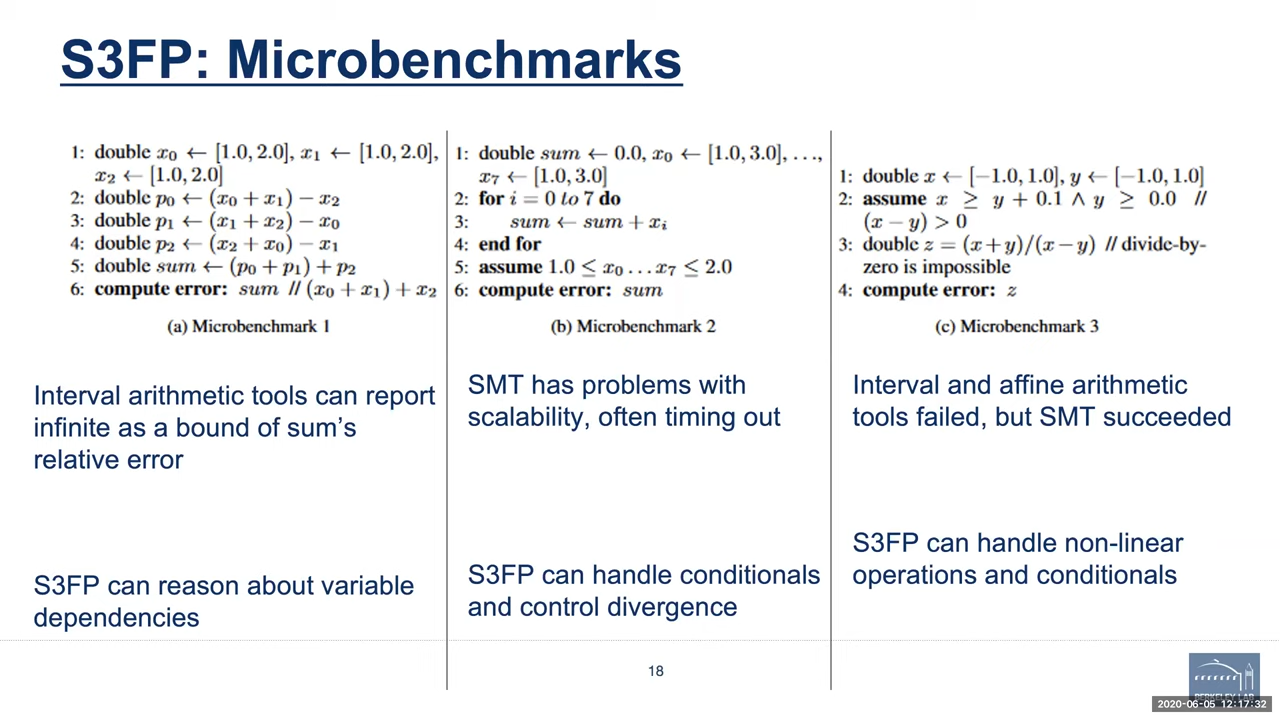 S3FP: Microbenchmarks
1: double x₀ ← [1.0, 2.0], x₁ ← [1.0, 2.0],
x₂ ← [1.0, 2.0]
2: double p₀ ← (x₀ + x₁) − x₂
3: double p₁ ← (x₁ + x₂) − x₀
4: double p₂ ← (x₂ + x₀) − x₁
5: double sum ← (p₀ + p₁) + p₂
6: compute error: sum // (x₀ + x₁) + x₂
(a) Microbenchmark 1
Interval arithmetic tools can report
infinite as a bound of sum’s
relative error
S3FP can reason about variable
dependencies
1: double sum ← 0.0, x₀ ← [1.0, 3.0], …,
x₇ ← [1.0, 3.0]
2: for i = 0 to 7 do
3: sum ← sum + xᵢ
4: end for
5: assume 1.0 ≤ x₀ … x₇ ≤ 2.0
6: compute error: sum
(b) Microbenchmark 2
SMT has problems with
scalability, often timing out
S3FP can handle conditionals
and control divergence
1: double x ← [−1.0, 1.0], y ← [−1.0, 1.0]
2: assume x ≥ y + 0.1 ∧ y ≥ 0.0 //
(x − y) > 0
3: double z = (x + y)/(x − y) // divide-by-
zero is impossible
4: compute error: z
(c) Microbenchmark 3
Interval and affine arithmetic
tools failed, but SMT succeeded
S3FP can handle non-linear
operations and conditionals
18
BERKELEY LAB
2020-06-05 12:17:32